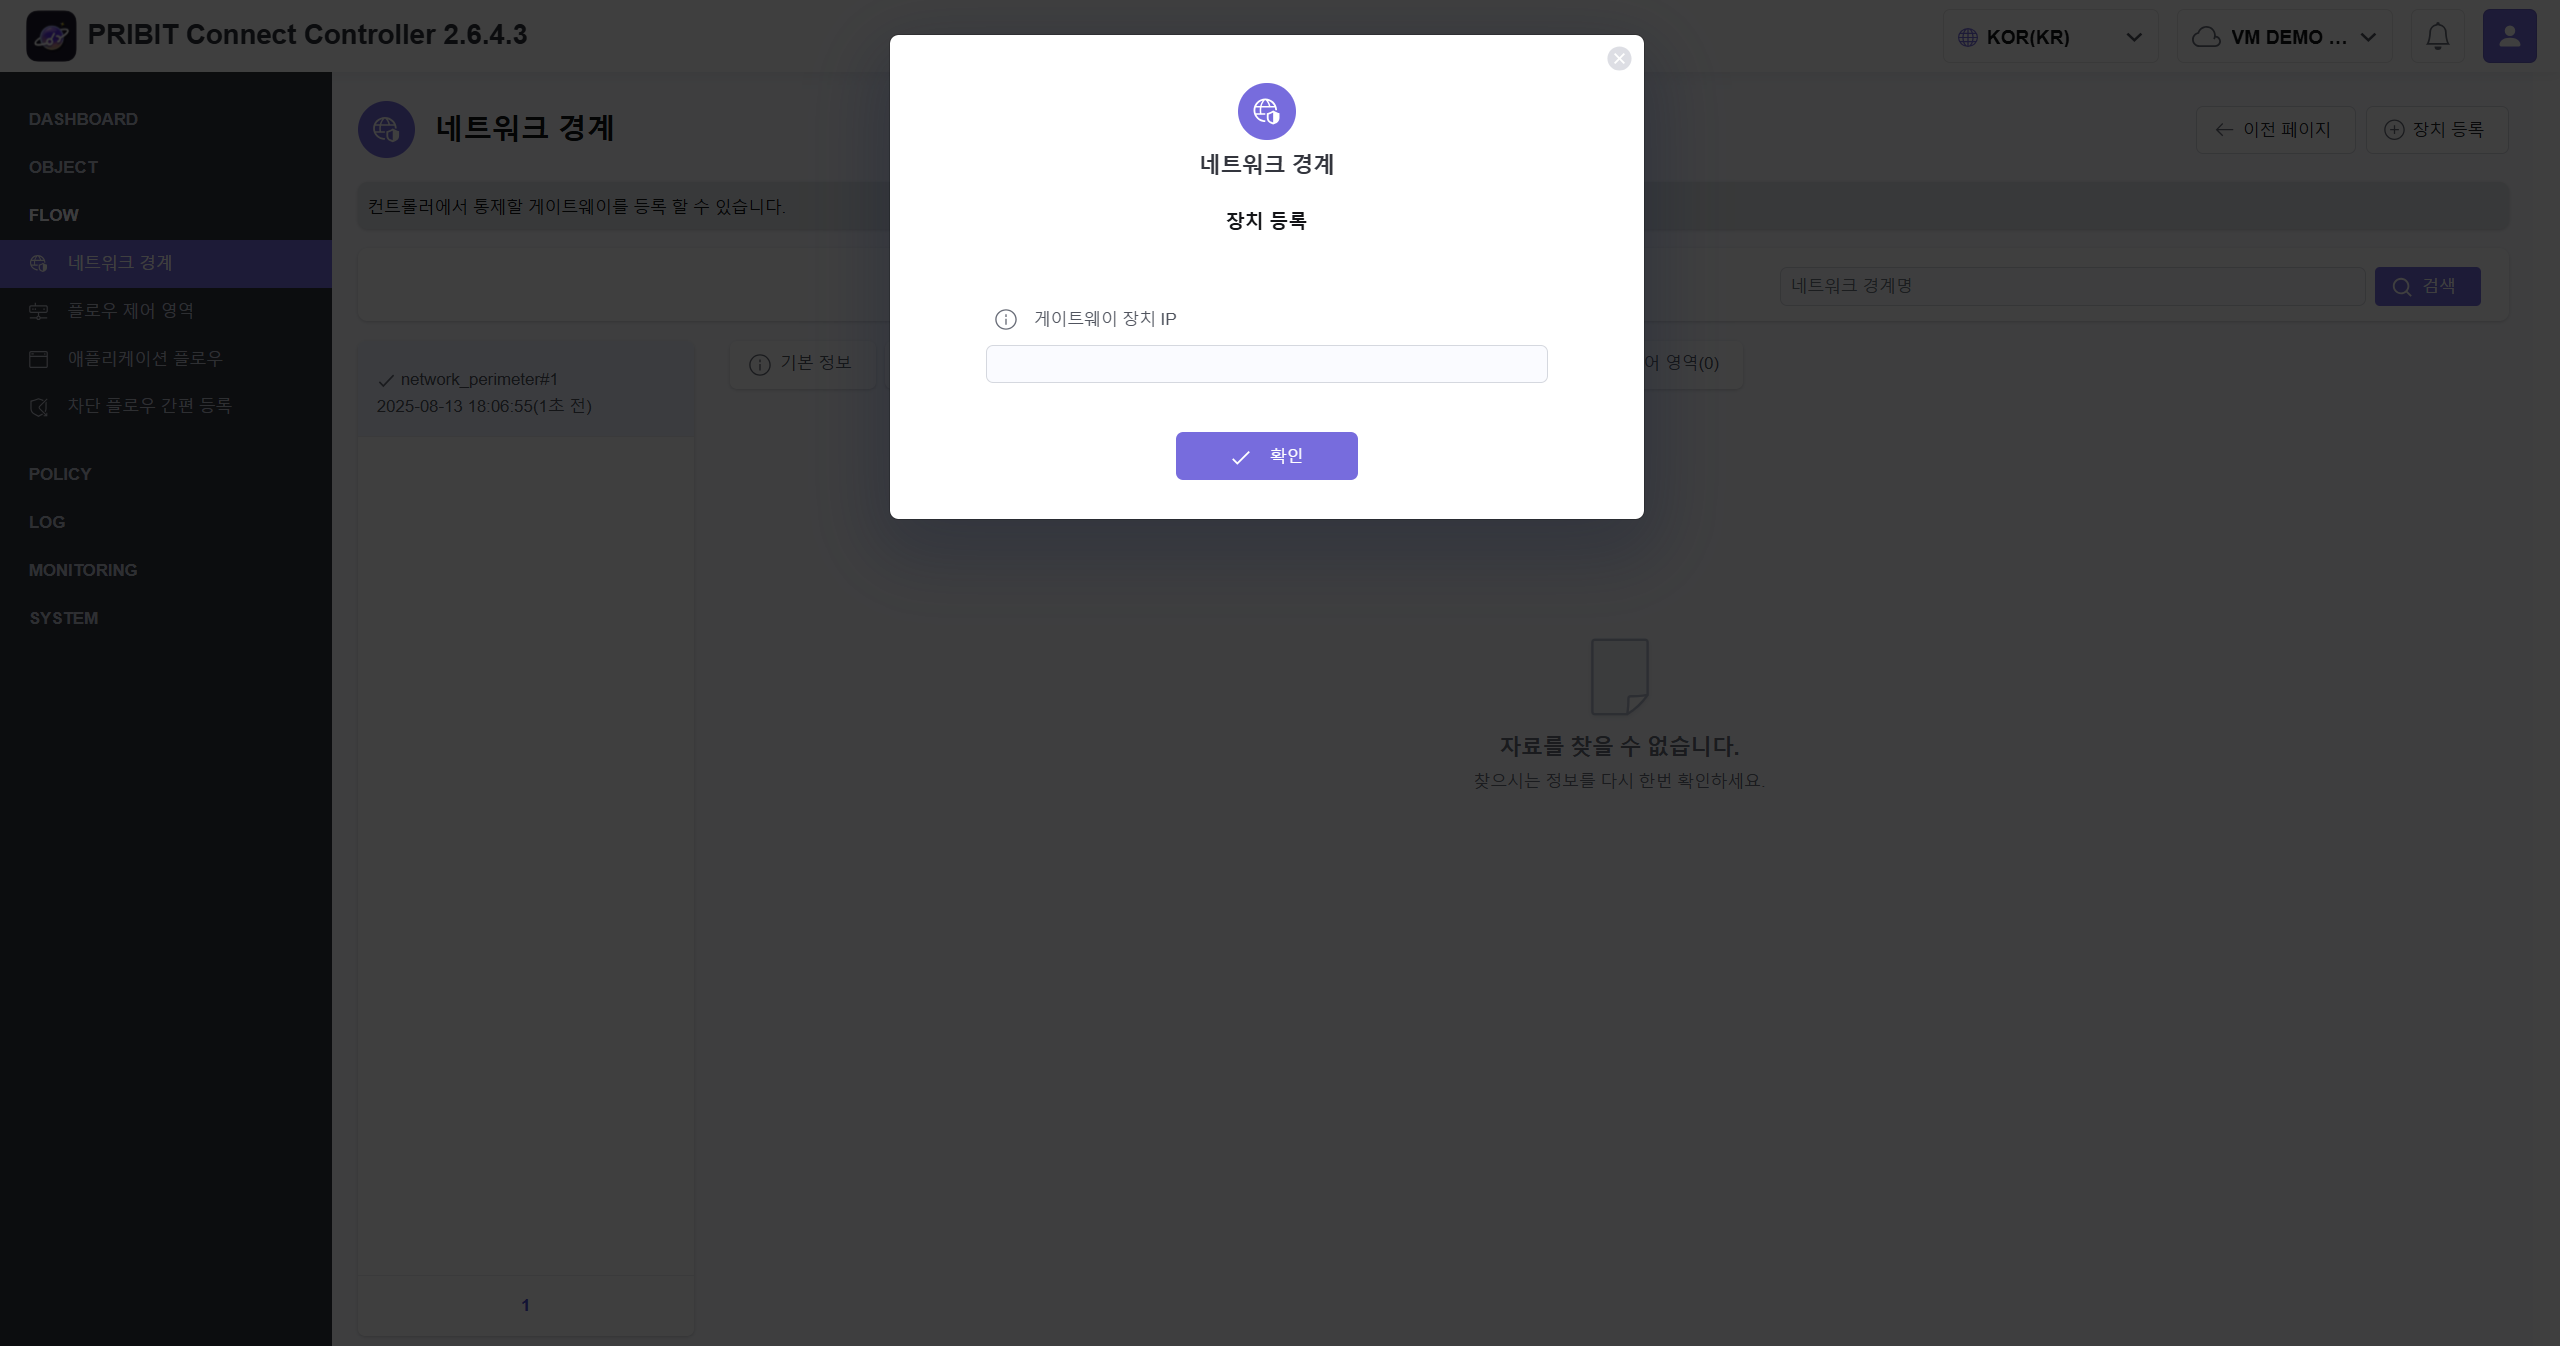 PRIBIT Connect Controller 2.6.4.3
KOR(KR)
VM DEMO ...
DASHBOARD
OBJECT
FLOW
네트워크 경계
플로우 제어 영역
애플리케이션 플로우
차단 플로우 간편 등록
POLICY
LOG
MONITORING
SYSTEM
네트워크 경계
이전 페이지
장치 등록
컨트롤러에서 통제할 게이트웨이를 등록 할 수 있습니다.
네트워크 경계명
검색
network_perimeter#1
2025-08-13 18:06:55(1초 전)
기본 정보
어 영역(0)
자료를 찾을 수 없습니다.
찾으시는 정보를 다시 한번 확인하세요.
1
네트워크 경계
장치 등록
게이트웨이 장치 IP
확인